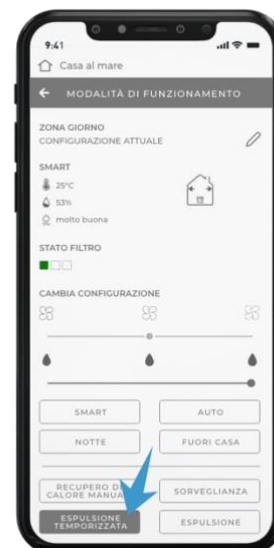 9:41
Casa al mare
MODALITÀ DI FUNZIONAMENTO
ZONA GIORNO
CONFIGURAZIONE ATTUALE
SMART
25°C
53%
molto buona
STATO FILTRO
CAMBIA CONFIGURAZIONE
SMART AUTO
NOTTE FUORI CASA
RECUPERO DI
CALORE MANUA
SORVEGLIANZA
ESPULSIONE
TEMPORIZZATA
ESPULSIONE